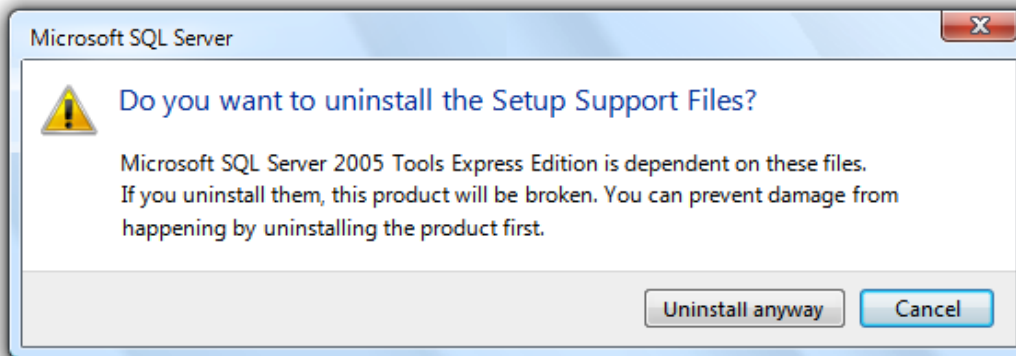 Microsoft SQL Server
Do you want to uninstall the Setup Support Files?
Microsoft SQL Server 2005 Tools Express Edition is dependent on these files.
If you uninstall them, this product will be broken. You can prevent damage from
happening by uninstalling the product first.
Uninstall anyway Cancel